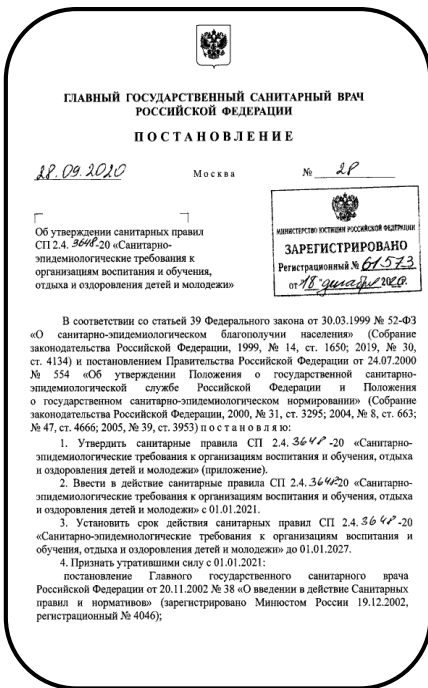 ГЛАВНЫЙ ГОСУДАРСТВЕННЫЙ САНИТАРНЫЙ ВРАЧ
РОССИЙСКОЙ ФЕДЕРАЦИИ
ПОСТАНОВЛЕНИЕ
28.09.2020 Москва № 28
МИНИСТЕРСТВО ЮСТИЦИИ РОССИЙСКОЙ ФЕДЕРАЦИИ
ЗАРЕГИСТРИРОВАНО
Регистрационный № 61573
от "18" декабря 2020.
Об утверждении санитарных правил
СП 2.4. 3648-20 «Санитарно-
эпидемиологические требования к
организациям воспитания и обучения,
отдыха и оздоровления детей и молодежи»
В соответствии со статьей 39 Федерального закона от 30.03.1999 № 52-ФЗ
«О санитарно-эпидемиологическом благополучии населения» (Собрание
законодательства Российской Федерации, 1999, № 14, ст. 1650; 2019, № 30,
ст. 4134) и постановлением Правительства Российской Федерации от 24.07.2000
№ 554 «Об утверждении Положения о государственной санитарно-
эпидемиологической службе Российской Федерации и Положения
о государственном санитарно-эпидемиологическом нормировании» (Собрание
законодательства Российской Федерации, 2000, № 31, ст. 3295; 2004, № 8, ст. 663;
№ 47, ст. 4666; 2005, № 39, ст. 3953) п о с т а н о в л я ю:
1. Утвердить санитарные правила СП 2.4. 3648 -20 «Санитарно-
эпидемиологические требования к организациям воспитания и обучения, отдыха
и оздоровления детей и молодежи» (приложение).
2. Ввести в действие санитарные правила СП 2.4. 3648-20 «Санитарно-
эпидемиологические требования к организациям воспитания и обучения, отдыха
и оздоровления детей и молодежи» с 01.01.2021.
3. Установить срок действия санитарных правил СП 2.4. 3648 -20
«Санитарно-эпидемиологические требования к организациям воспитания и
обучения, отдыха и оздоровления детей и молодежи» до 01.01.2027.
4. Признать утратившими силу с 01.01.2021:
постановление Главного государственного санитарного врача
Российской Федерации от 20.11.2002 № 38 «О введении в действие Санитарных
правил и нормативов» (зарегистрировано Минюстом России 19.12.2002,
регистрационный № 4046);